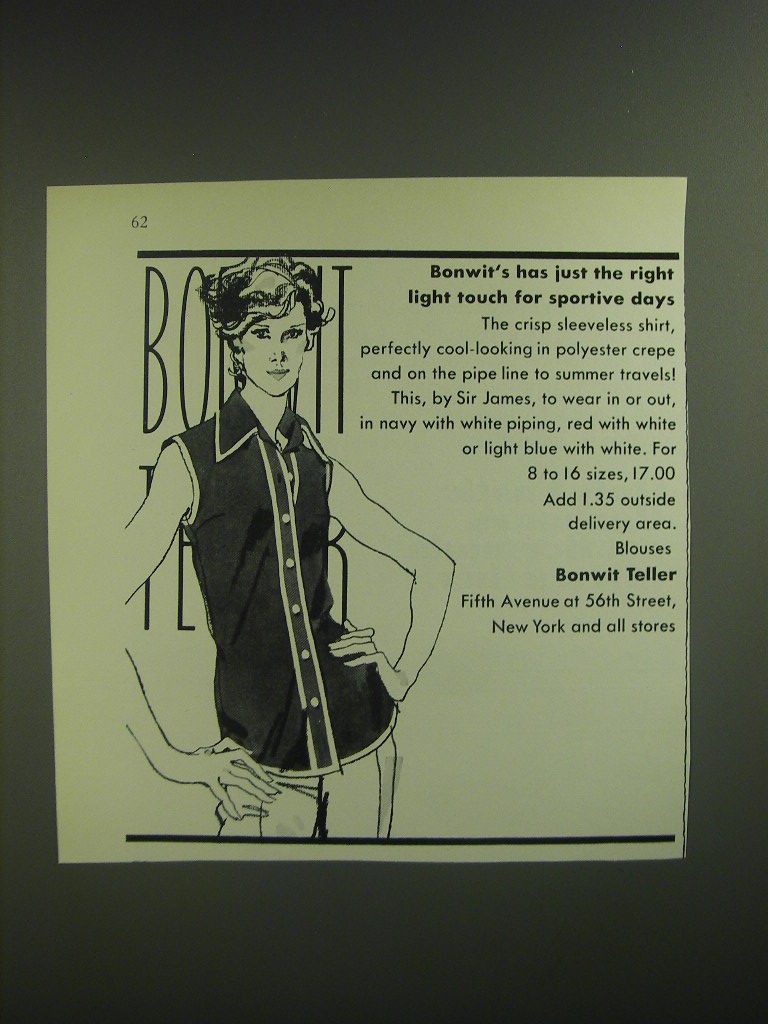 62
BONWIT
TELLER
Bonwit's has just the right
light touch for sportive days
The crisp sleeveless shirt,
perfectly cool-looking in polyester crepe
and on the pipe line to summer travels!
This, by Sir James, to wear in or out,
in navy with white piping, red with white
or light blue with white. For
8 to 16 sizes, 17.00
Add 1.35 outside
delivery area.
Blouses
Bonwit Teller
Fifth Avenue at 56th Street,
New York and all stores